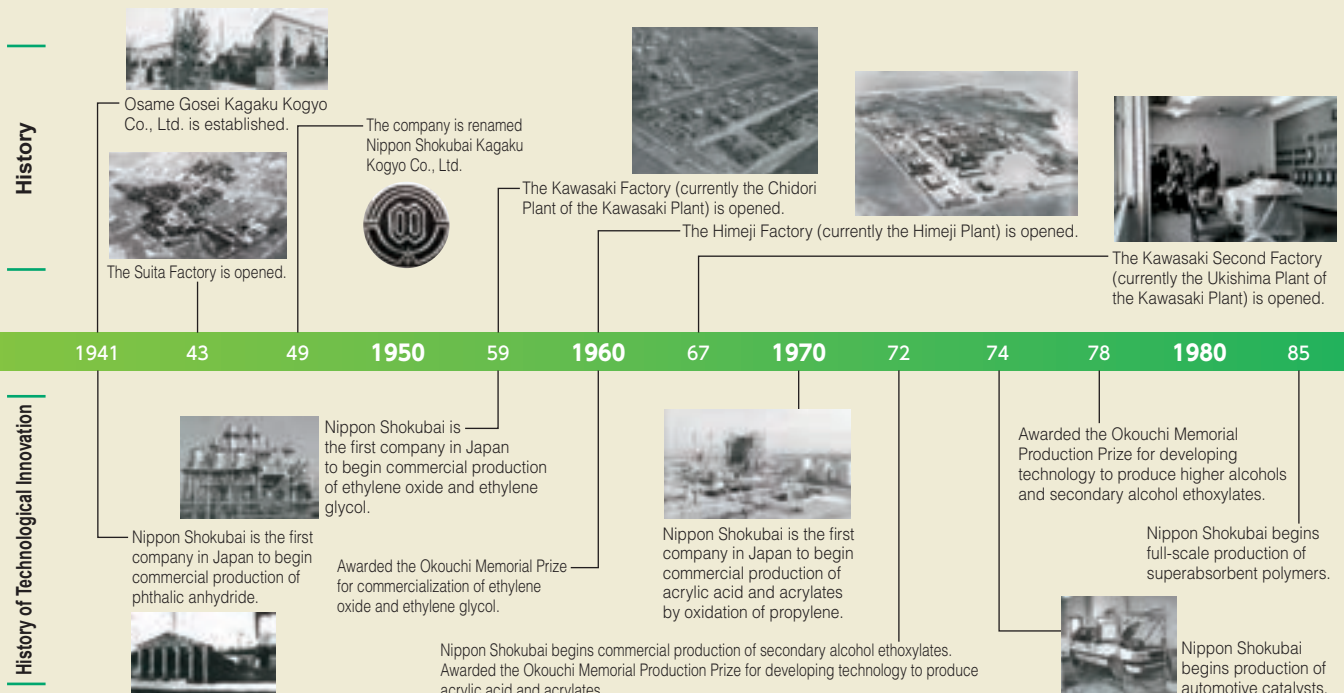 History
Osame Gosei Kagaku Kogyo
Co., Ltd. is established.
The Suita Factory is opened.
The company is renamed
Nippon Shokubai Kagaku
Kogyo Co., Ltd.
The Kawasaki Factory (currently the Chidori
Plant of the Kawasaki Plant) is opened.
The Himeji Factory (currently the Himeji Plant) is opened.
The Kawasaki Second Factory
(currently the Ukishima Plant of
the Kawasaki Plant) is opened.
1941 43 49 1950 59 1960 67 1970 72 74 78 1980 85
History of Technological Innovation
Nippon Shokubai is the first
company in Japan to begin
commercial production of
phthalic anhydride.
Nippon Shokubai is
the first company in Japan
to begin commercial production
of ethylene oxide and ethylene
glycol.
Awarded the Okouchi Memorial Prize
for commercialization of ethylene
oxide and ethylene glycol.
Nippon Shokubai is the first
company in Japan to begin
commercial production of
acrylic acid and acrylates
by oxidation of propylene.
Nippon Shokubai begins commercial production of secondary alcohol ethoxylates.
Awarded the Okouchi Memorial Production Prize for developing technology to produce
acrylic acid and acrylates.
Nippon Shokubai
begins production of
automotive catalysts.
Awarded the Okouchi Memorial
Production Prize for developing
technology to produce higher alcohols
and secondary alcohol ethoxylates.
Nippon Shokubai begins
full-scale production of
superabsorbent polymers.